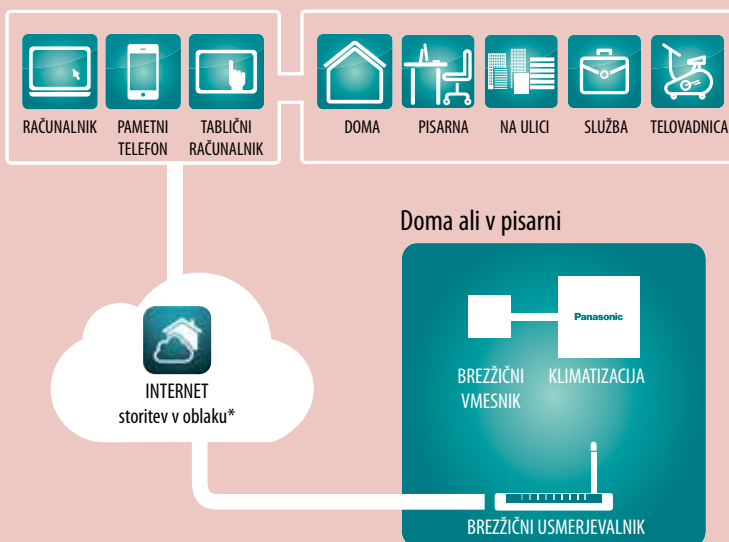 RAČUNALNIK
PAMETNI
TELEFON
TABLIČNI
RAČUNALNIK
DOMA
PISARNA
NA ULICI
SLUŽBA
TELOVADNICA
Doma ali v pisarni
Panasonic
BREZŽIČNI
VMESNIK
KLIMATIZACIJA
INTERNET
storitev v oblaku*
BREZŽIČNI USMERJEVALNIK